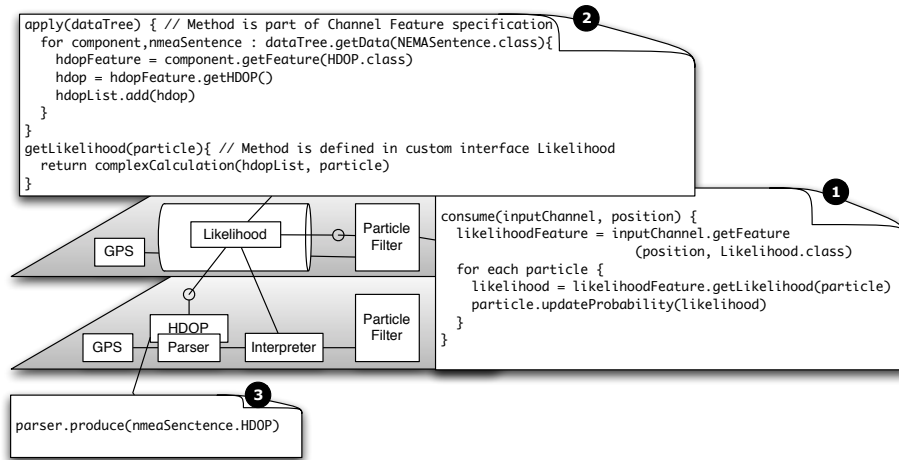 2
apply(dataTree) { // Method is part of Channel Feature specification
for component,nmeaSentence : dataTree.getData(NEMASentence.class){
hdopFeature = component.getFeature(HDOP.class)
hdop = hdopFeature.getHDOP()
hdopList.add(hdop)
}
}
getLikelihood(particle){ // Method is defined in custom interface Likelihood
return complexCalculation(hdopList, particle)
}
1
consume(inputChannel, position) {
likelihoodFeature = inputChannel.getFeature
(position, Likelihood.class)
for each particle {
likelihood = likelihoodFeature.getLikelihood(particle)
particle.updateProbability(likelihood)
}
}
GPS
Likelihood
Particle
Filter
HDOP
GPS
Parser
Interpreter
Particle
Filter
3
parser.produce(nmeaSenctence.HDOP)